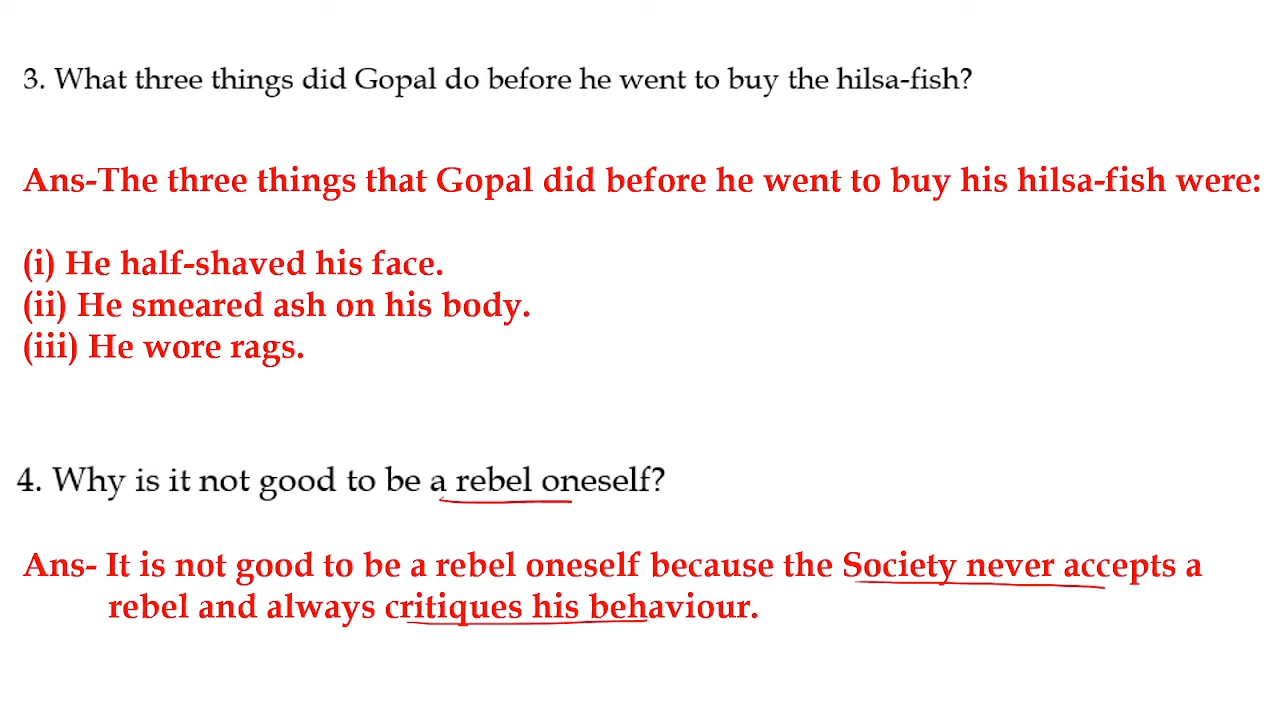 3. What three things did Gopal do before he went to buy the hilsa-fish?
Ans-The three things that Gopal did before he went to buy his hilsa-fish were:
(i) He half-shaved his face.
(ii) He smeared ash on his body.
(iii) He wore rags.
4. Why is it not good to be a rebel oneself?
Ans- It is not good to be a rebel oneself because the Society never accepts a
rebel and always critiques his behaviour.